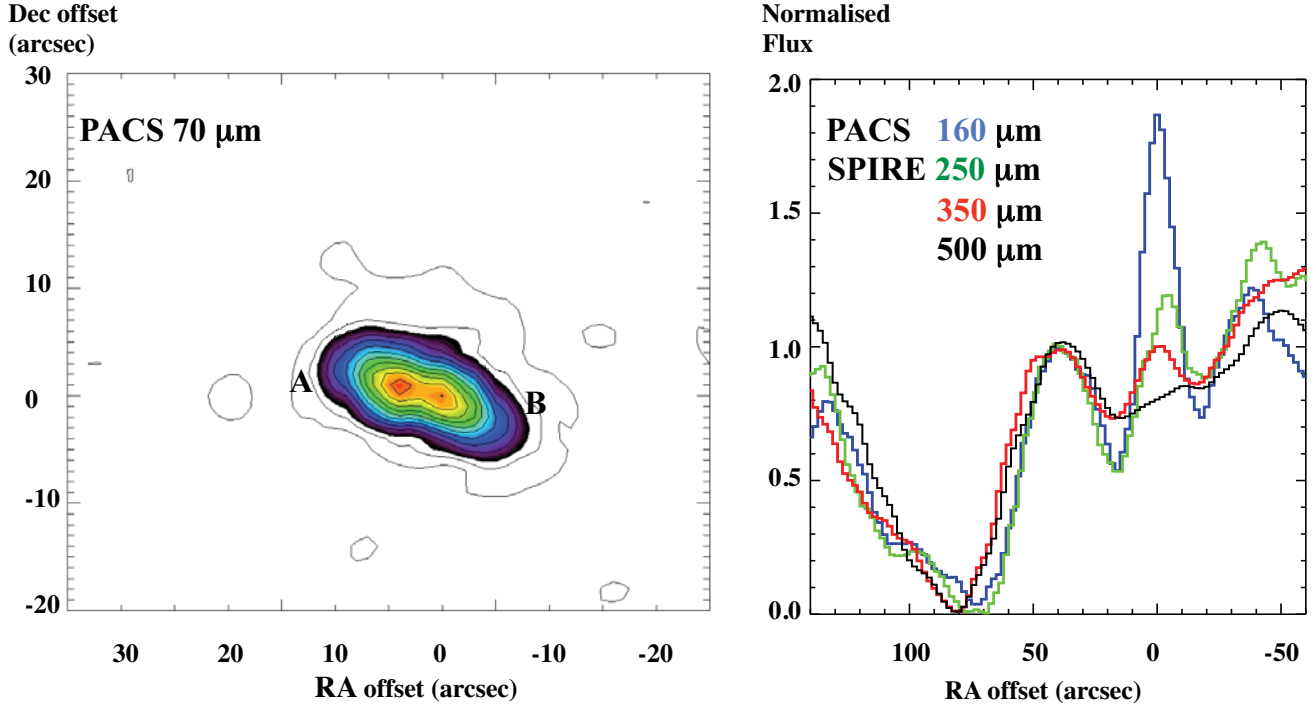 Dec offset
(arcsec)
PACS 70 μm
30
20
10
0
-10
-20
A
B
30 20 10 0 -10 -20
RA offset (arcsec)
Normalised
Flux
2.0
1.5
1.0
0.5
0.0
PACS 160 μm
SPIRE 250 μm
350 μm
500 μm
100 50 0 -50
RA offset (arcsec)